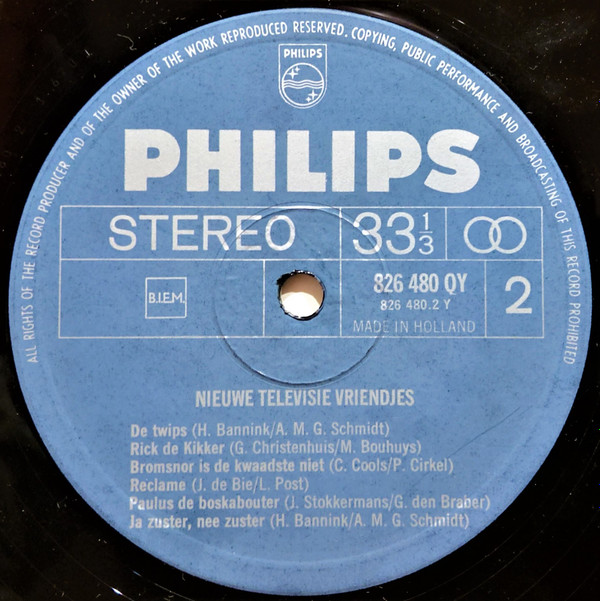 ALL RIGHTS OF THE RECORD PRODUCER AND OF THE OWNER OF THE WORK REPRODUCED RESERVED. COPYING, PUBLIC PERFORMANCE AND BROADCASTING OF THIS RECORD PROHIBITED
PHILIPS
PHILIPS
STEREO 33 1/3
B.I.E.M. 826 480 QY 2
826 480.2 Y
MADE IN HOLLAND
NIEUWE TELEVISIE VRIENDJES
De twips (H. Bannink/A. M. G. Schmidt)
Rick de Kikker (G. Christenhuis/M. Bouhuys)
Bromsnor is de kwaadste niet (C. Cools/P. Cirkel)
Reclame (J. de Bie/L. Post)
Paulus de boskabouter (J. Stokkermans/G. den Braber)
Ja zuster, nee zuster (H. Bannink/A. M. G. Schmidt)